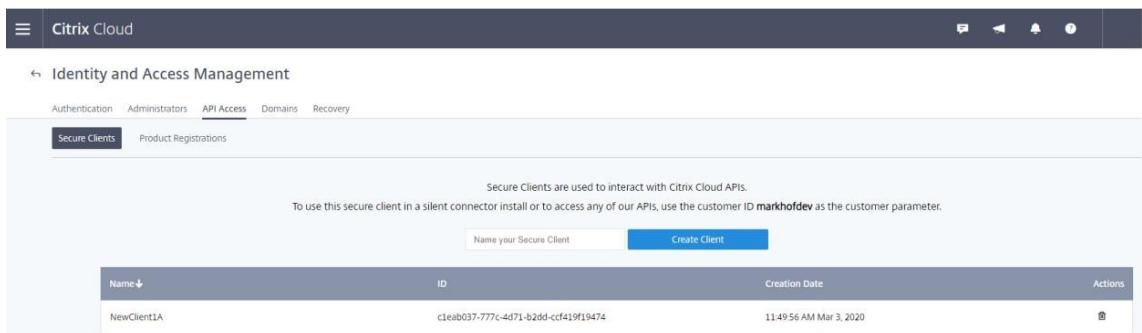 Citrix Cloud
Identity and Access Management
Authentication Administrators API Access Domains Recovery
Secure Clients Product Registrations
Secure Clients are used to interact with Citrix Cloud APIs.
To use this secure client in a silent connector install or to access any of our APIs, use the customer ID markhofdev as the customer parameter.
Name your Secure Client Create Client
Name ID Creation Date Actions
NewClient1A c1eab037-777c-4d71-b2dd-ccf419f19474 11:49:56 AM Mar 3, 2020